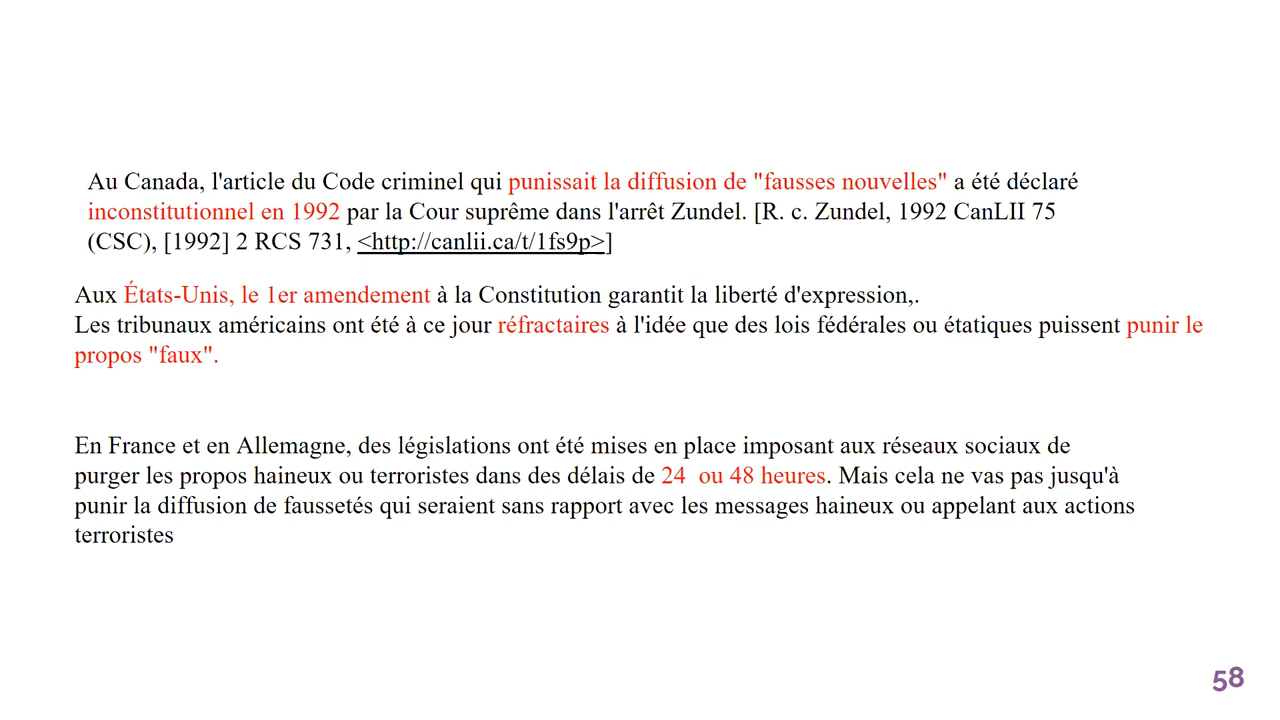 Au Canada, l'article du Code criminel qui punissait la diffusion de "fausses nouvelles" a été déclaré
inconstitutionnel en 1992 par la Cour suprême dans l'arrêt Zundel. [R. c. Zundel, 1992 CanLII 75
(CSC), [1992] 2 RCS 731, <http://canlii.ca/t/1fs9p>]
Aux États-Unis, le 1er amendement à la Constitution garantit la liberté d'expression,.
Les tribunaux américains ont été à ce jour réfractaires à l'idée que des lois fédérales ou étatiques puissent punir le
propos "faux".
En France et en Allemagne, des législations ont été mises en place imposant aux réseaux sociaux de
purger les propos haineux ou terroristes dans des délais de 24  ou 48 heures. Mais cela ne vas pas jusqu'à
punir la diffusion de faussetés qui seraient sans rapport avec les messages haineux ou appelant aux actions
terroristes
58